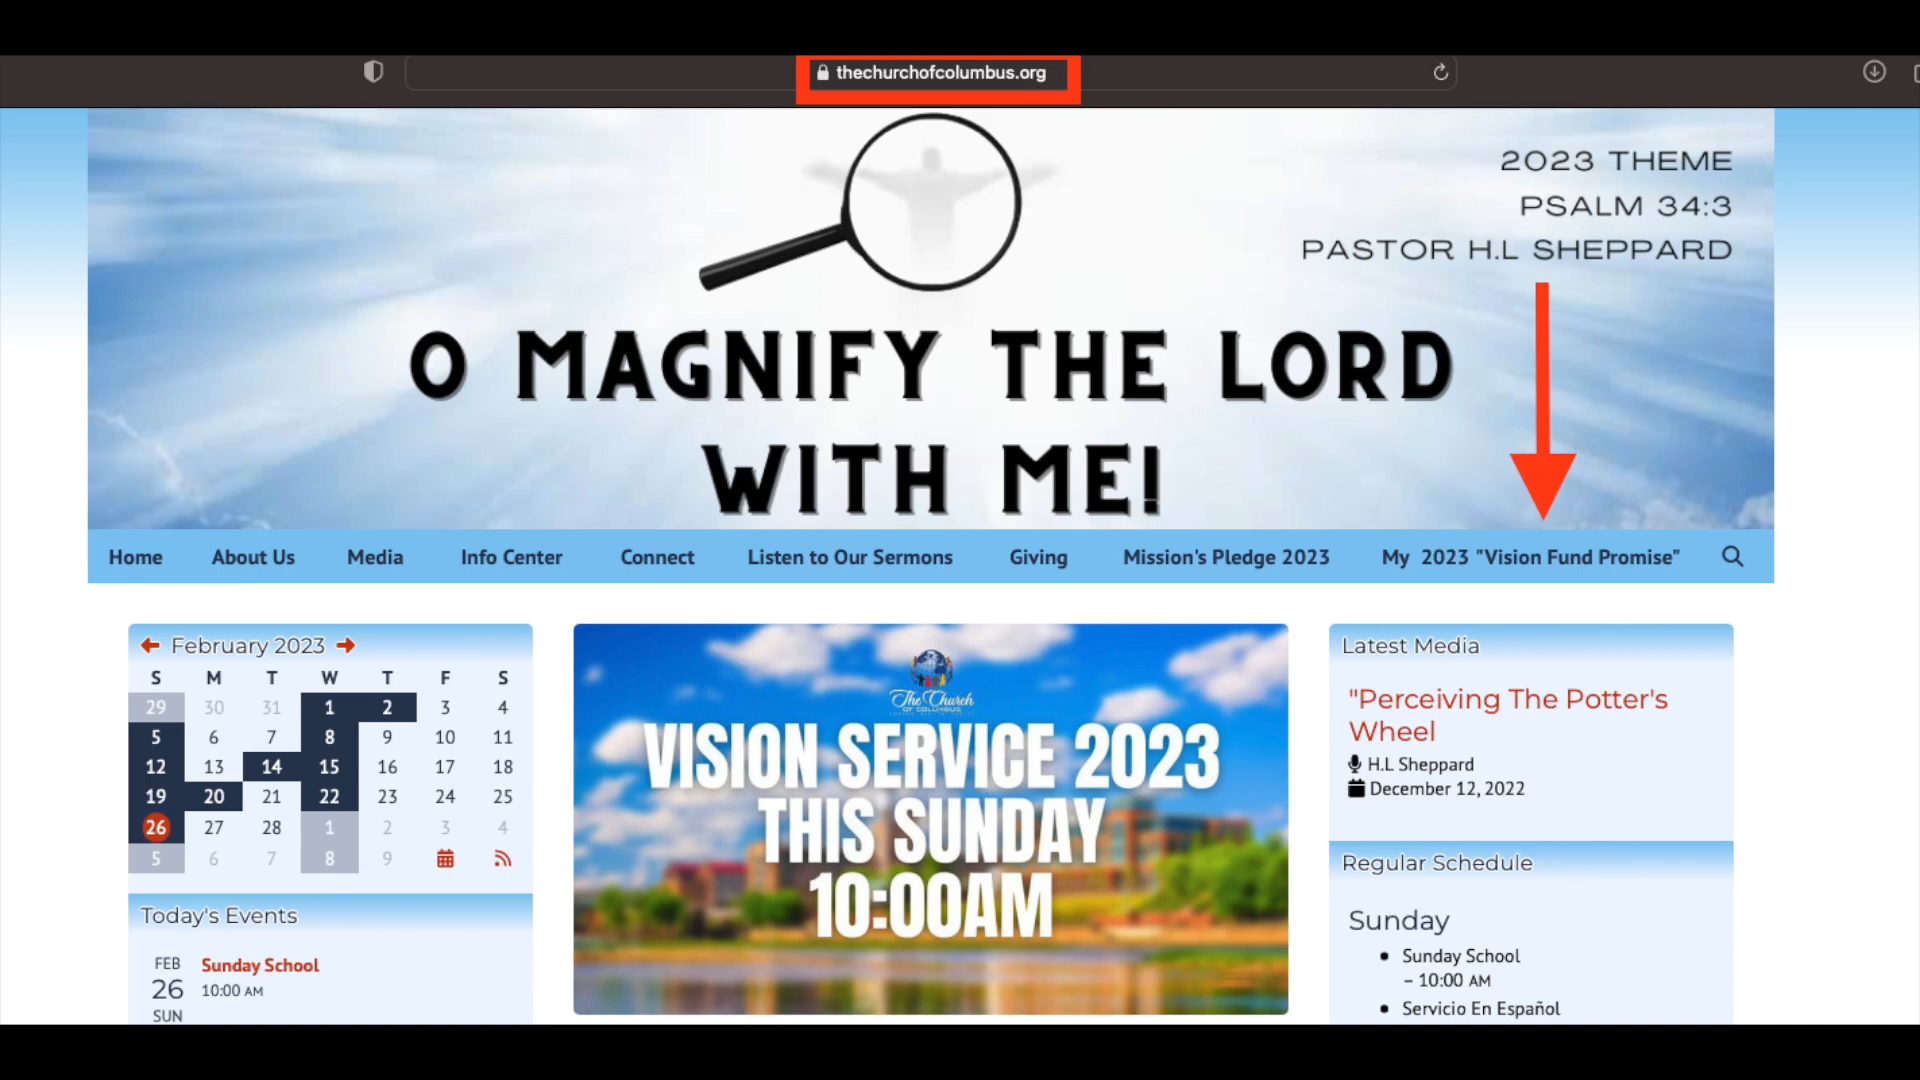 thechurchofcolumbus.org
2023 THEME
PSALM 34:3
PASTOR H.L SHEPPARD
O MAGNIFY THE LORD
WITH ME!
Home About Us Media Info Center Connect Listen to Our Sermons Giving Mission's Pledge 2023 My 2023 "Vision Fund Promise"
February 2023
S M T W T F S
29 30 31 1 2 3 4
5 6 7 8 9 10 11
12 13 14 15 16 17 18
19 20 21 22 23 24 25
26 27 28 1 2 3 4
5 6 7 8 9
Today's Events
FEB
26
SUN
Sunday School
10:00 AM
The Church
OF COLUMBUS
VISION SERVICE 2023
THIS SUNDAY
10:00AM
Latest Media
"Perceiving The Potter's
Wheel
H.L Sheppard
December 12, 2022
Regular Schedule
Sunday
• Sunday School
– 10:00 AM
• Servicio En Español